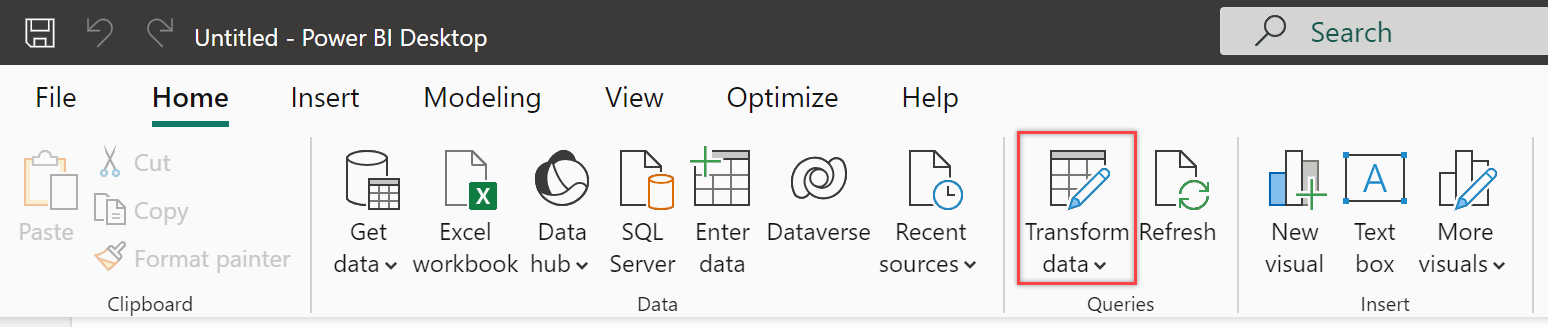 Untitled - Power BI Desktop
Search
File
Home
Insert
Modeling
View
Optimize
Help
Paste
Cut
Copy
Format painter
Clipboard
Get
data
Excel
workbook
X
Data
hub
SQL
Server
Enter
data
Dataverse
Recent
sources
Data
Transform
data
Refresh
Queries
New
visual
A
Text
box
More
visuals
Insert